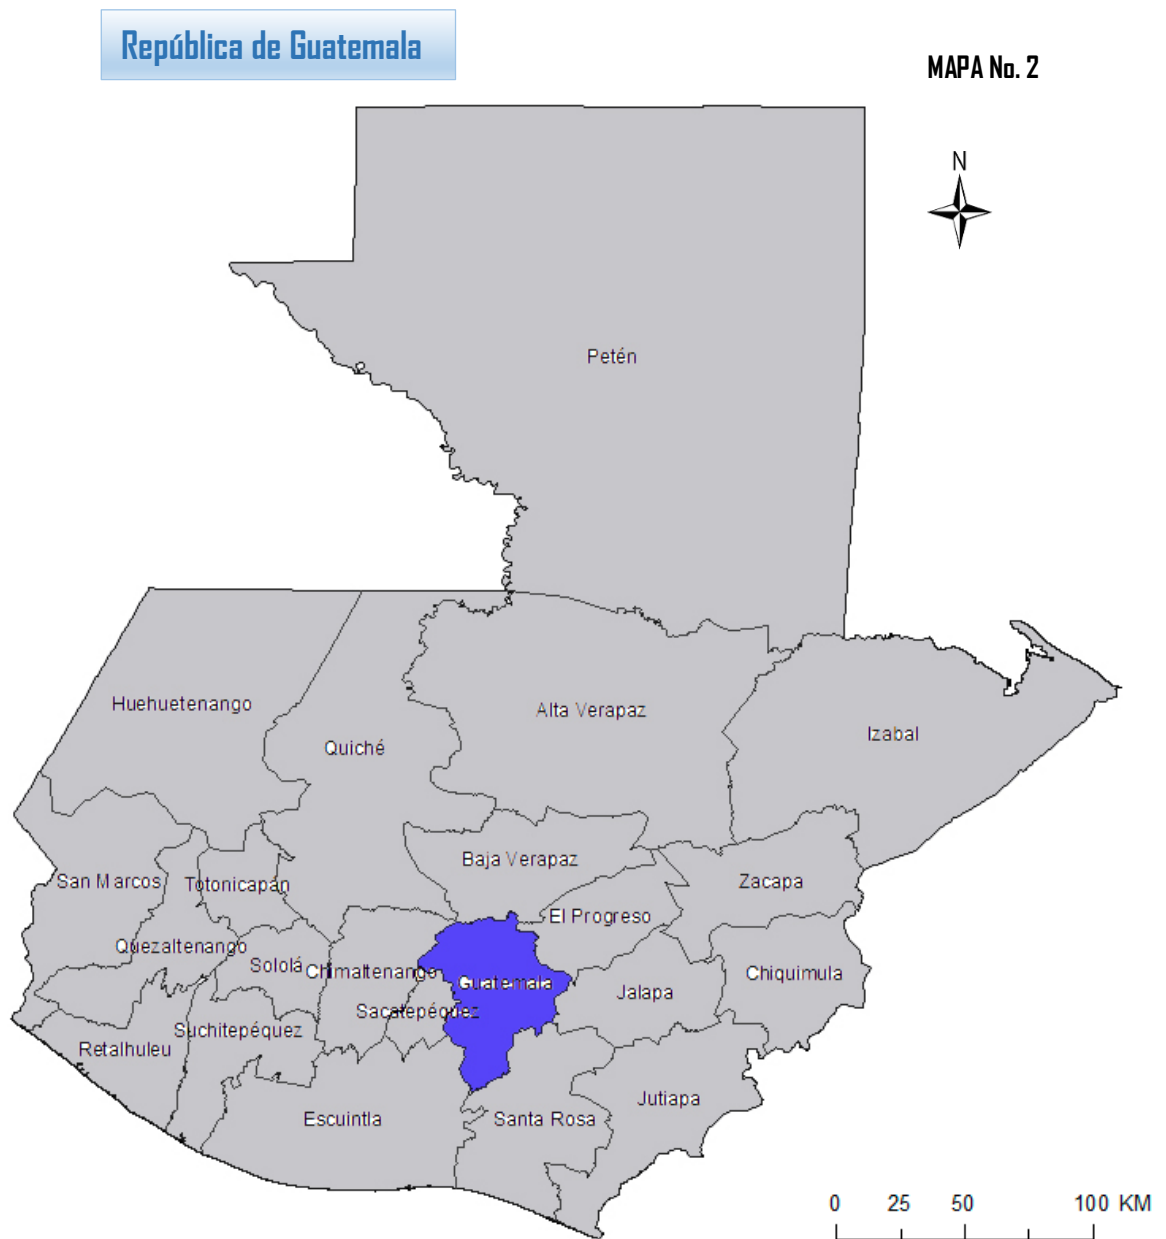 República de Guatemala
MAPA No. 2
N
Petén
Huehuetenango
Alta Verapaz
Izabal
Quiché
Baja Verapaz
San Marcos
Totonicapán
Zacapa
El Progreso
Quezaltenango
Sololá
Chimaltenango
Guatemala
Chiquimula
Jalapa
Sacatepéquez
Suchitepéquez
Retalhuleu
Jutiapa
Escuintla
Santa Rosa
0 25 50 100 KM